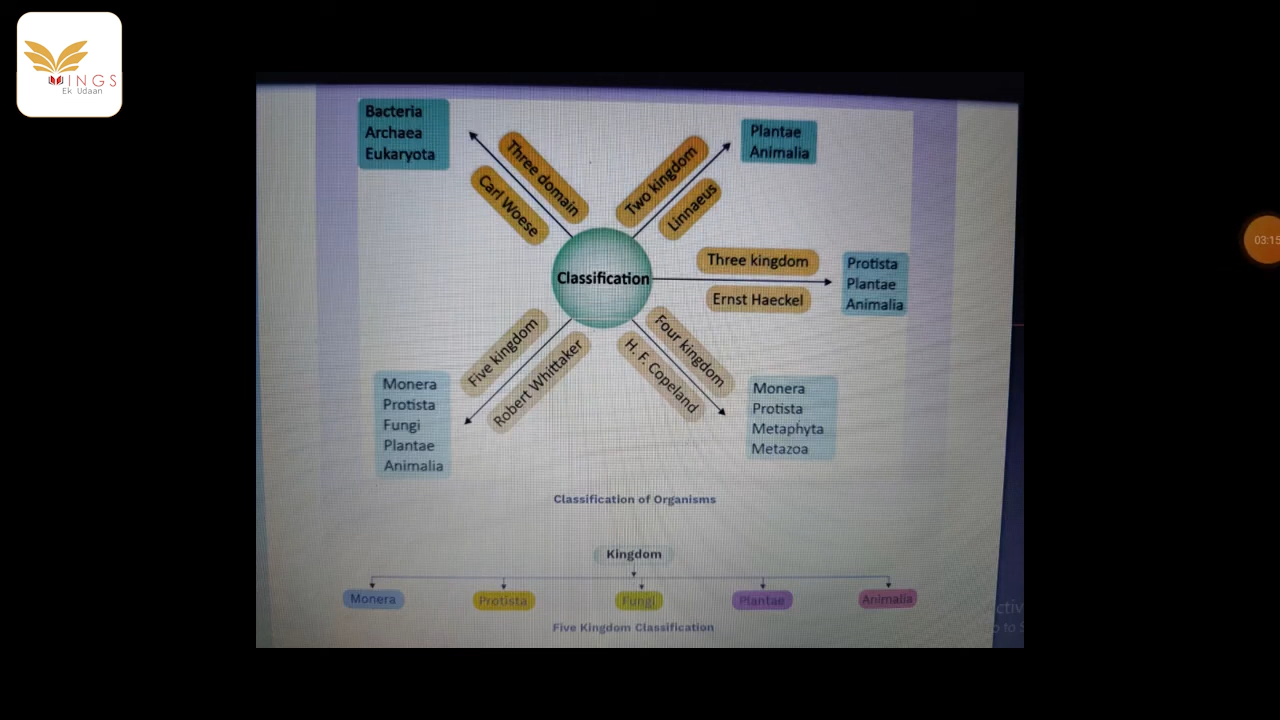 WINGS
Ek Udaan
Bacteria
Archaea
Eukaryota
Three domain
Carl Woese
Two kingdom
Linnaeus
Plantae
Animalia
Classification
Three kingdom
Ernst Haeckel
Protista
Plantae
Animalia
Five kingdom
Robert Whittaker
Monera
Protista
Fungi
Plantae
Animalia
Four kingdom
H. F. Copeland
Monera
Protista
Metaphyta
Metazoa
Classification of Organisms
Kingdom
Monera
Protista
Fungi
Plantae
Animalia
Five Kingdom Classification
03:15